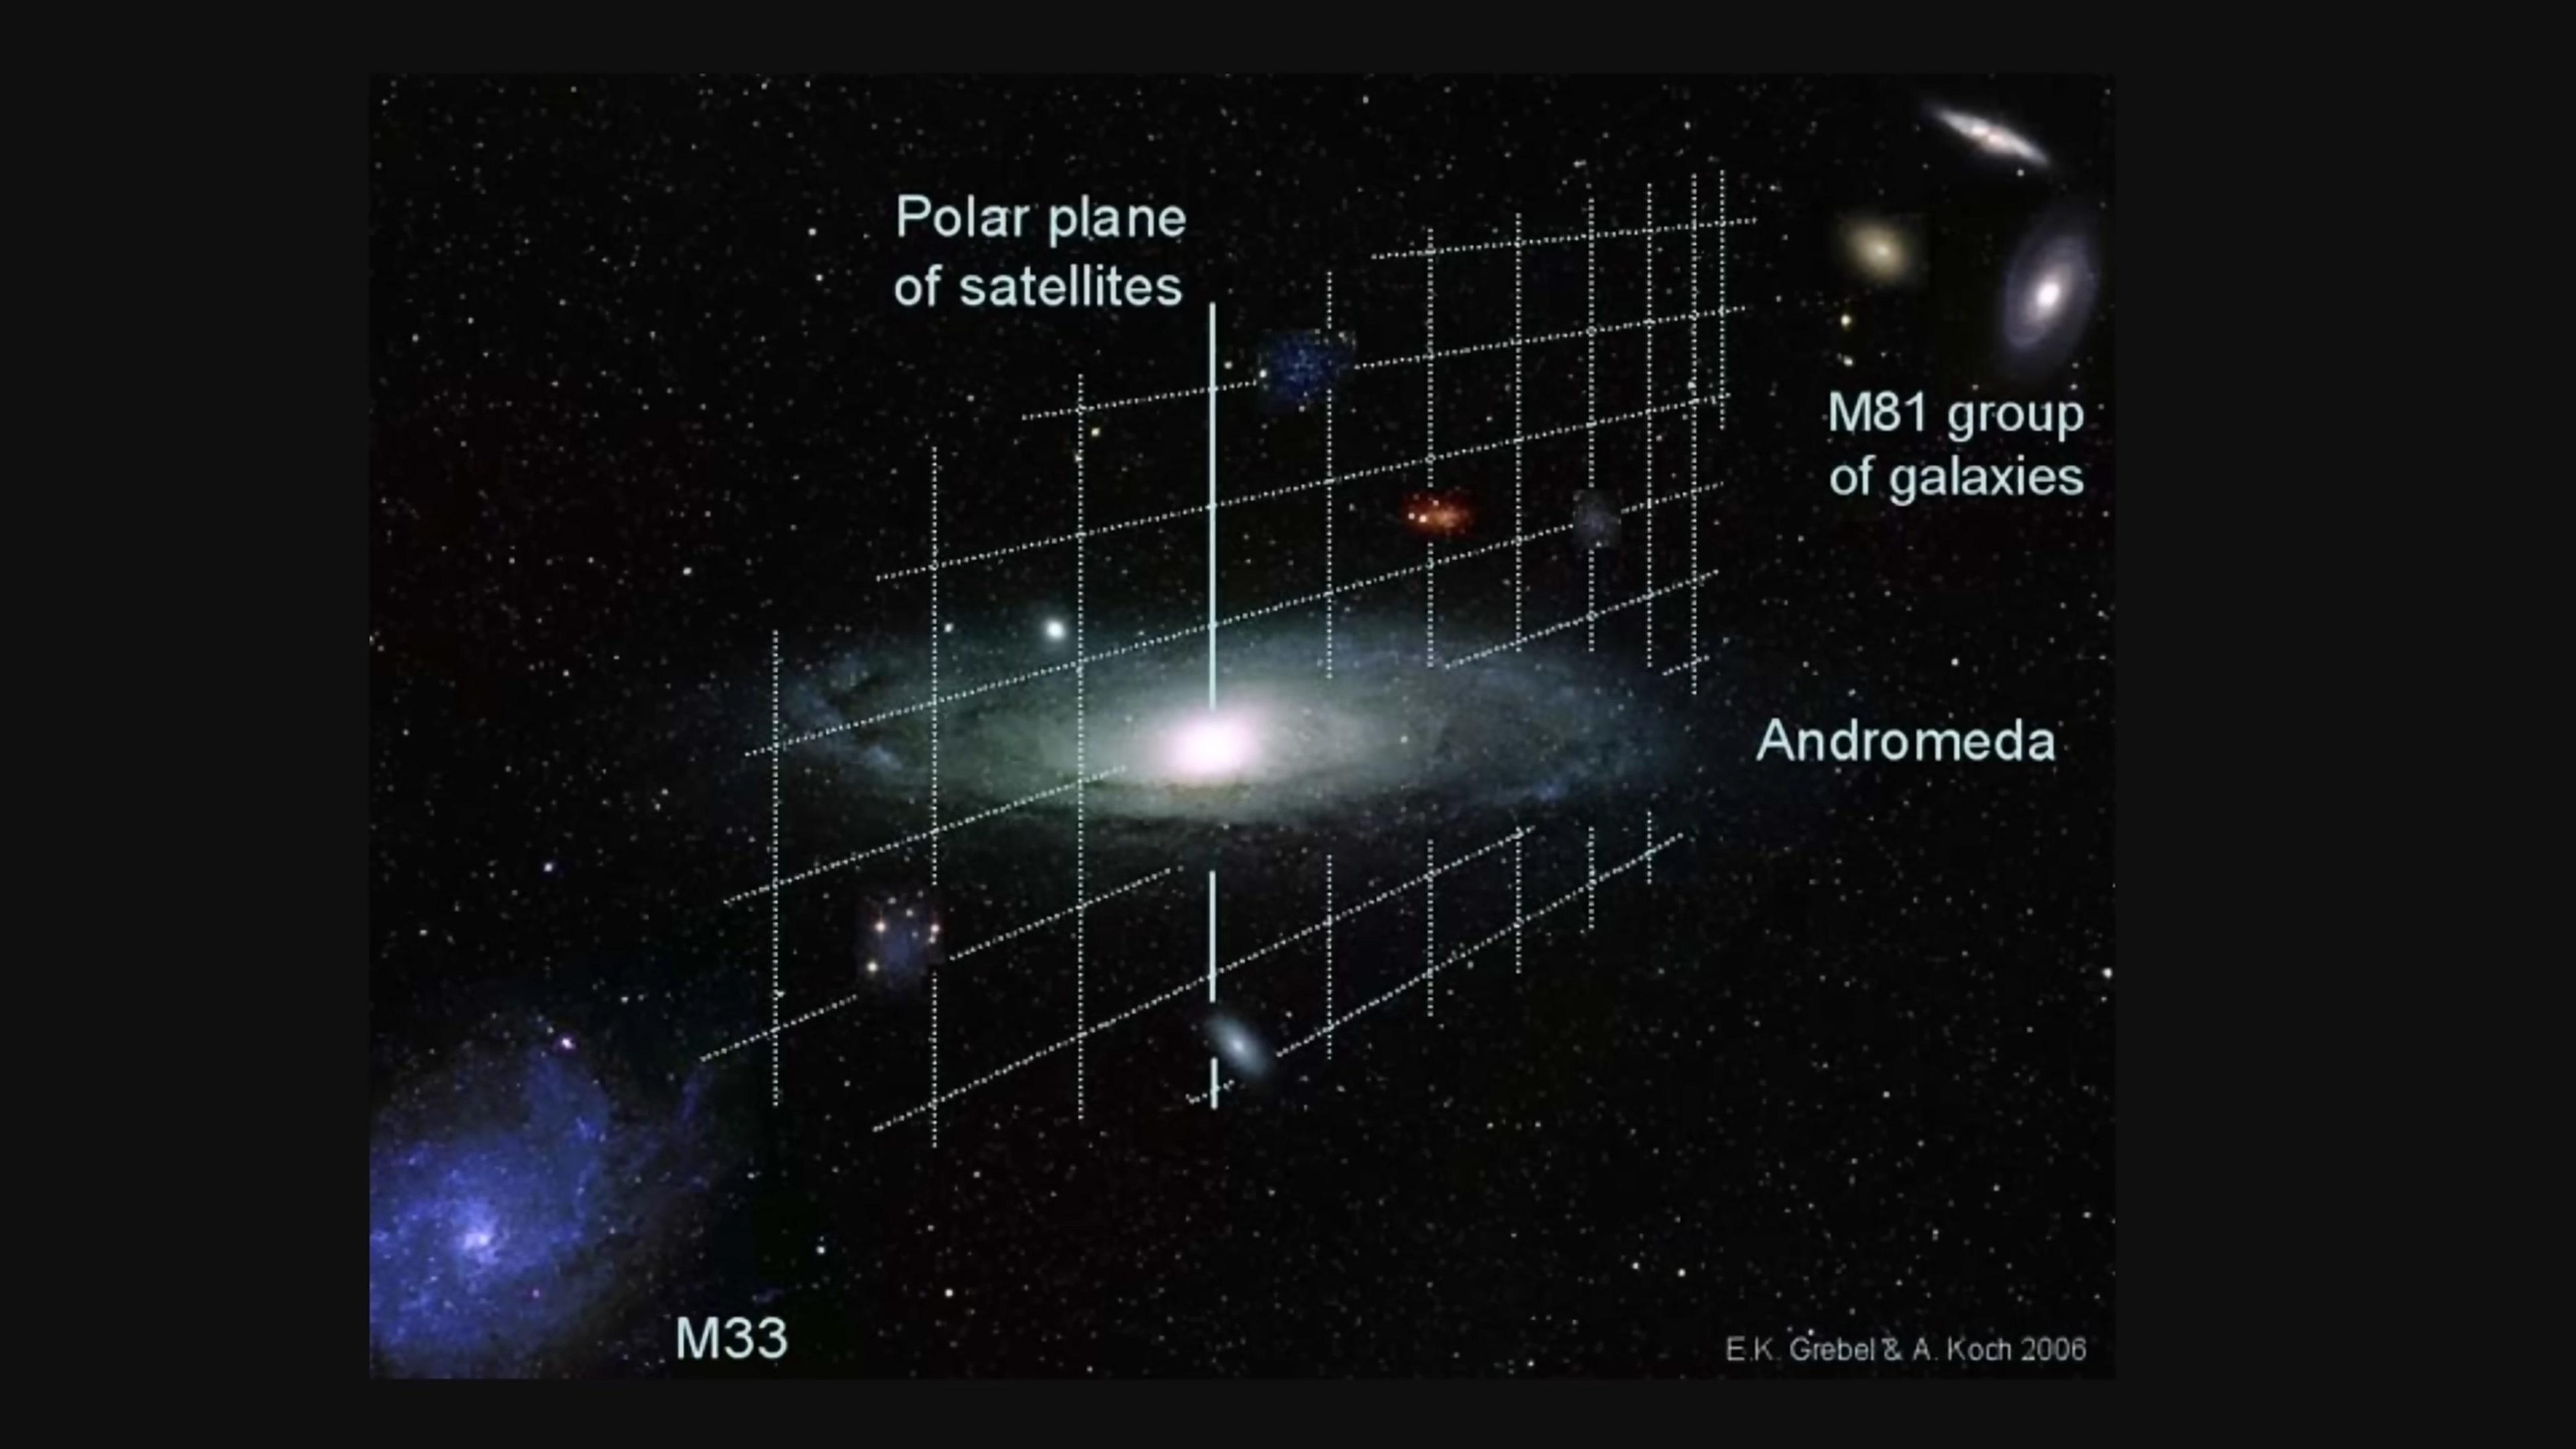 Polar plane
of satellites
M81 group
of galaxies
Andromeda
M33
E.K. Grebel & A. Koch 2006